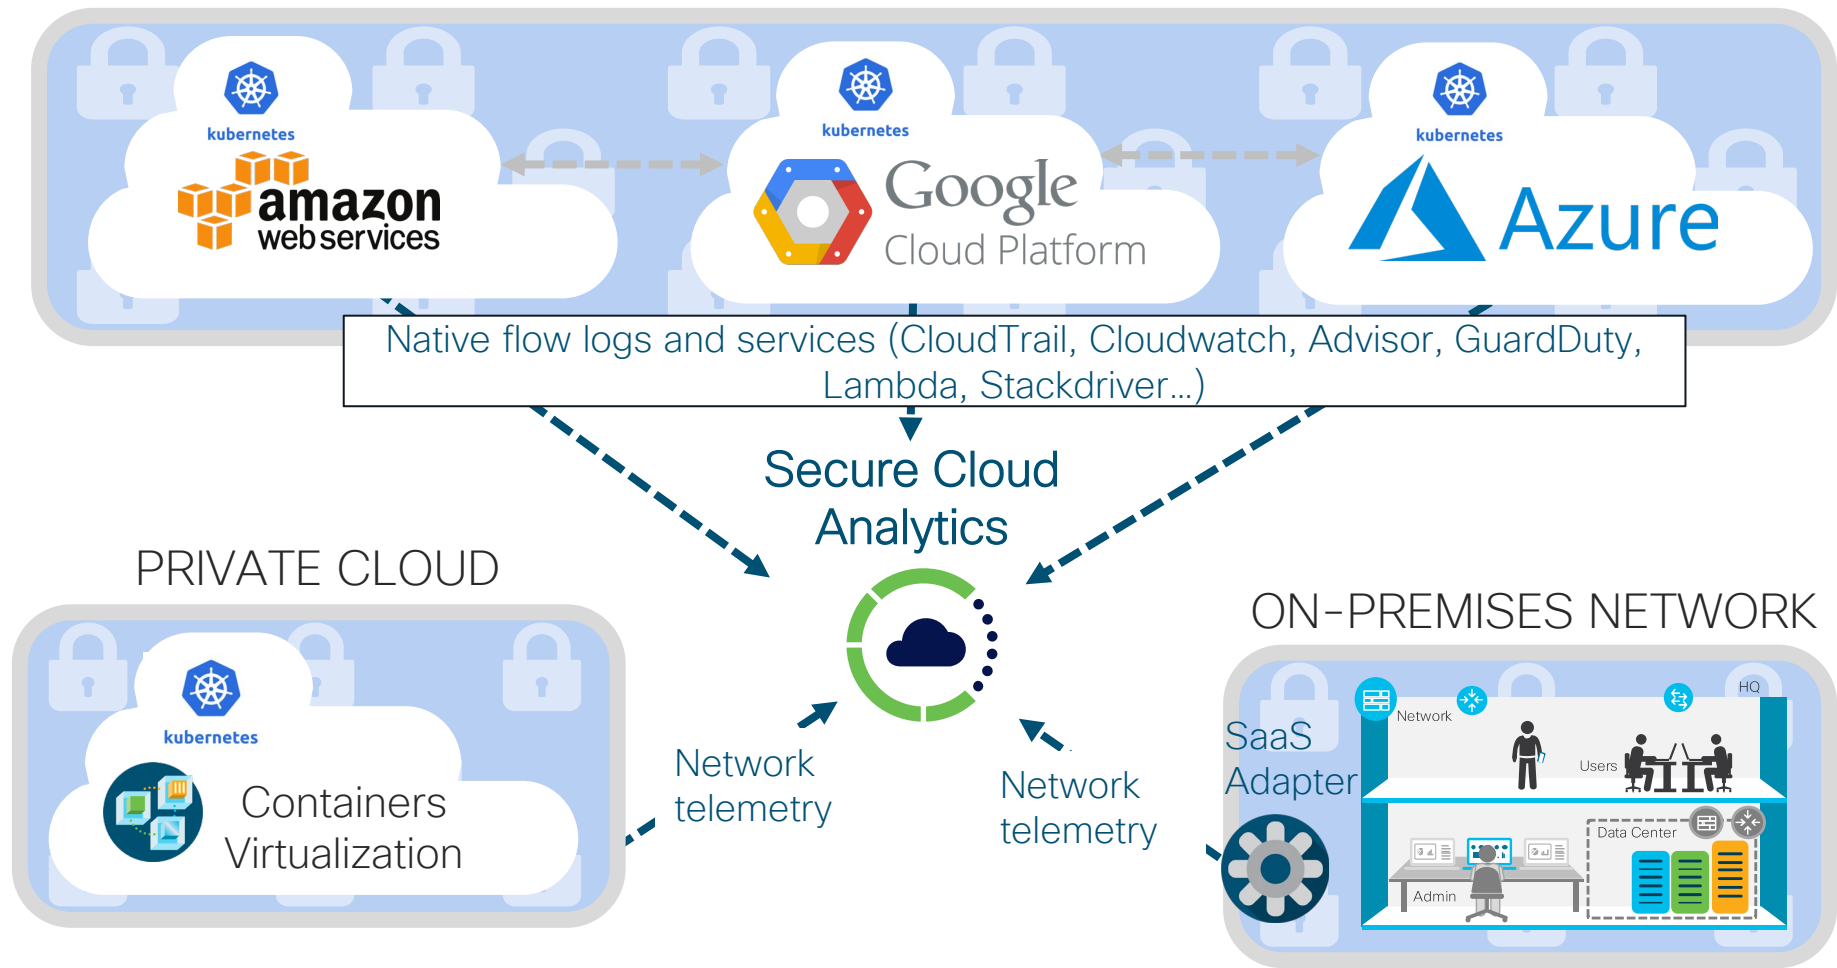 kubernetes
amazon
web services
kubernetes
Google
Cloud Platform
kubernetes
Azure
Native flow logs and services (CloudTrail, Cloudwatch, Advisor, GuardDuty,
Lambda, Stackdriver...)
Secure Cloud
Analytics
PRIVATE CLOUD
kubernetes
Containers
Virtualization
Network
telemetry
Network
telemetry
ON-PREMISES NETWORK
SaaS
Adapter
HQ
Network
Users
Data Center
Admin